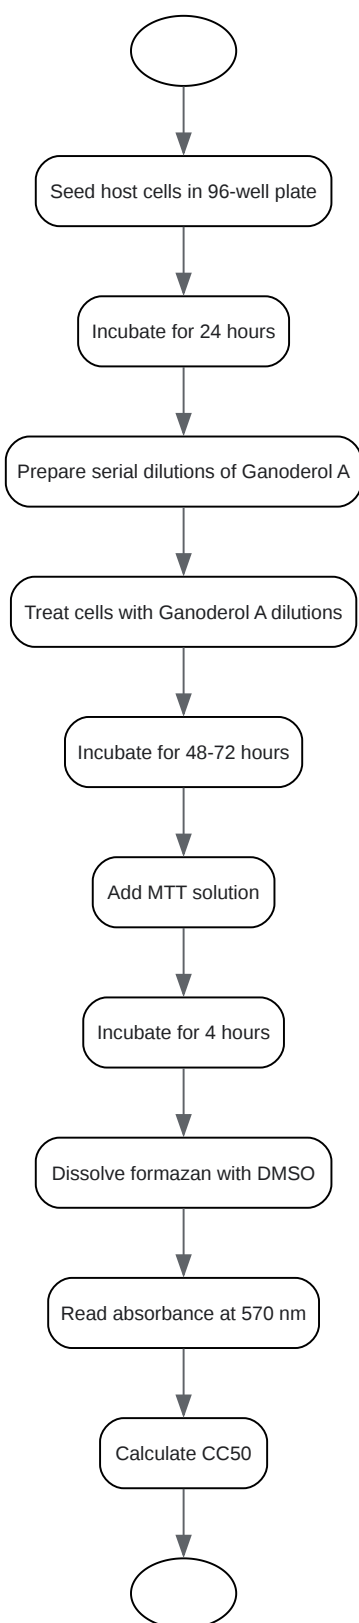 Seed host cells in 96-well plate
Incubate for 24 hours
Prepare serial dilutions of Ganoderol A
Treat cells with Ganoderol A dilutions
Incubate for 48-72 hours
Add MTT solution
Incubate for 4 hours
Dissolve formazan with DMSO
Read absorbance at 570 nm
Calculate CC50